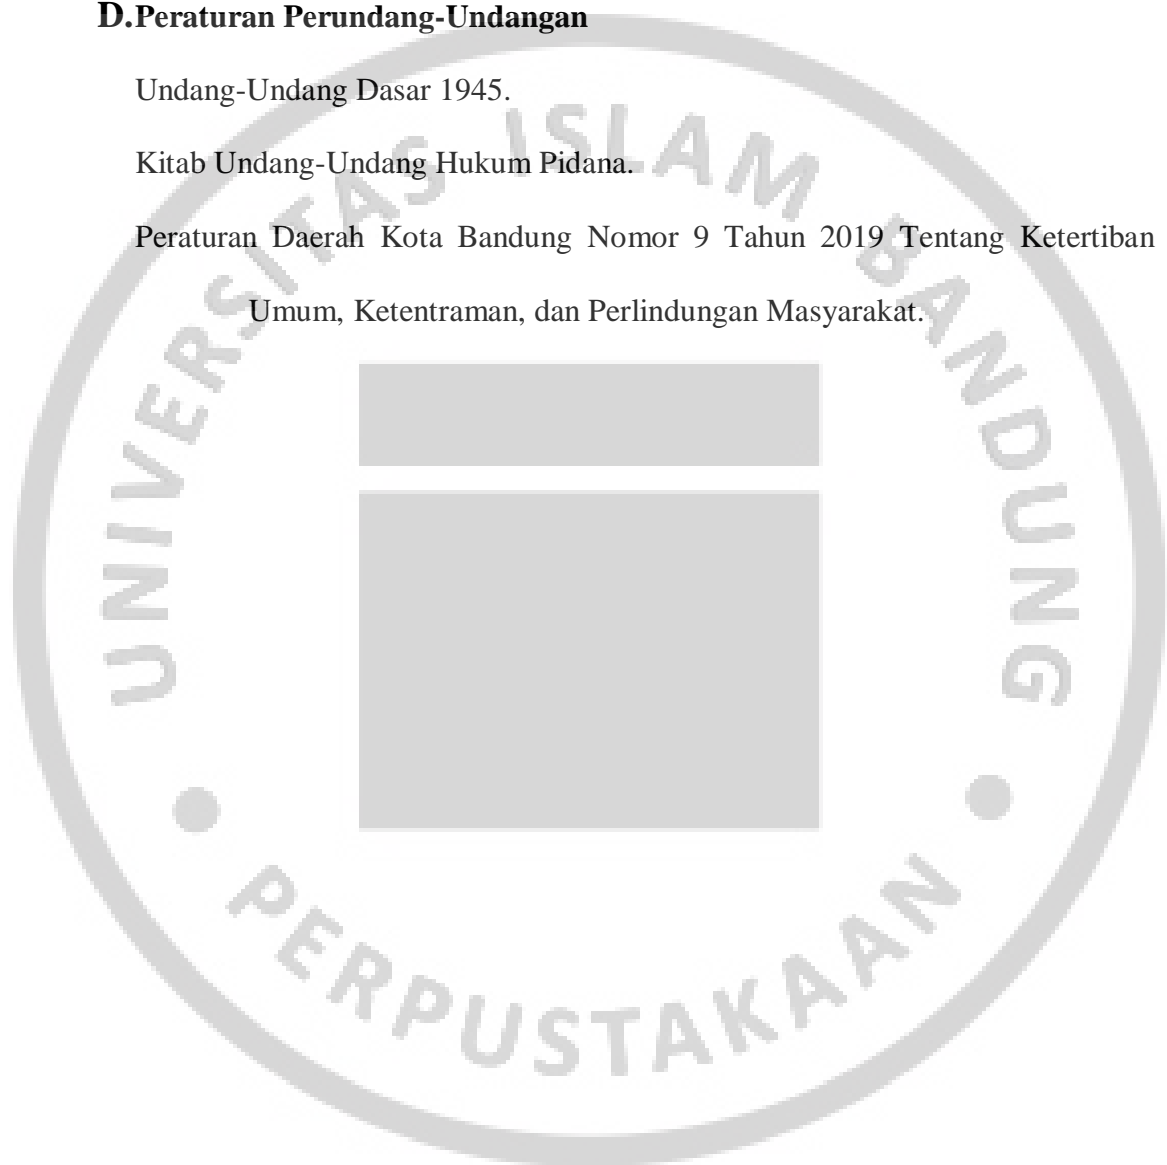 D.Peraturan Perundang-Undangan
Undang-Undang Dasar 1945.
Kitab Undang-Undang Hukum Pidana.
Peraturan Daerah Kota Bandung Nomor 9 Tahun 2019 Tentang Ketertiban
Umum, Ketentraman, dan Perlindungan Masyarakat.
UNIVERSITAS ISLAM BANDUNG
PERPUSTAKAAN